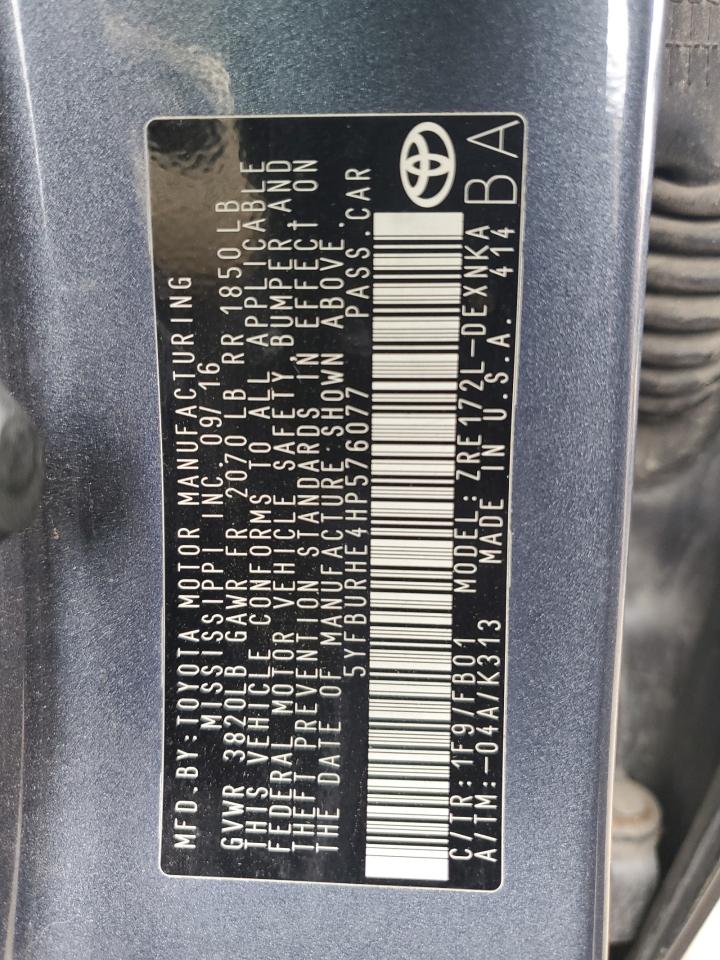 MFD.BY:TOYOTA MOTOR MANUFACTURING
MISSISSIPPI INC. 09/16
GVWR 3820LB GAWR FR 2070 LB RR 1850 LB
THIS VEHICLE CONFORMS TO ALL APPLICABLE
FEDERAL MOTOR VEHICLE SAFETY, BUMPER, AND
THEFT PREVENTION STANDARDS IN EFFECT ON
THE DATE OF MANUFACTURE SHOWN ABOVE.
5YFBURHE4HP576077 PASS.CAR
C/TR: 1F9/FB01 MODEL: ZRE172L-DEXNKA
A/TM:-04A/K313 MADE IN U.S.A. 414
BA